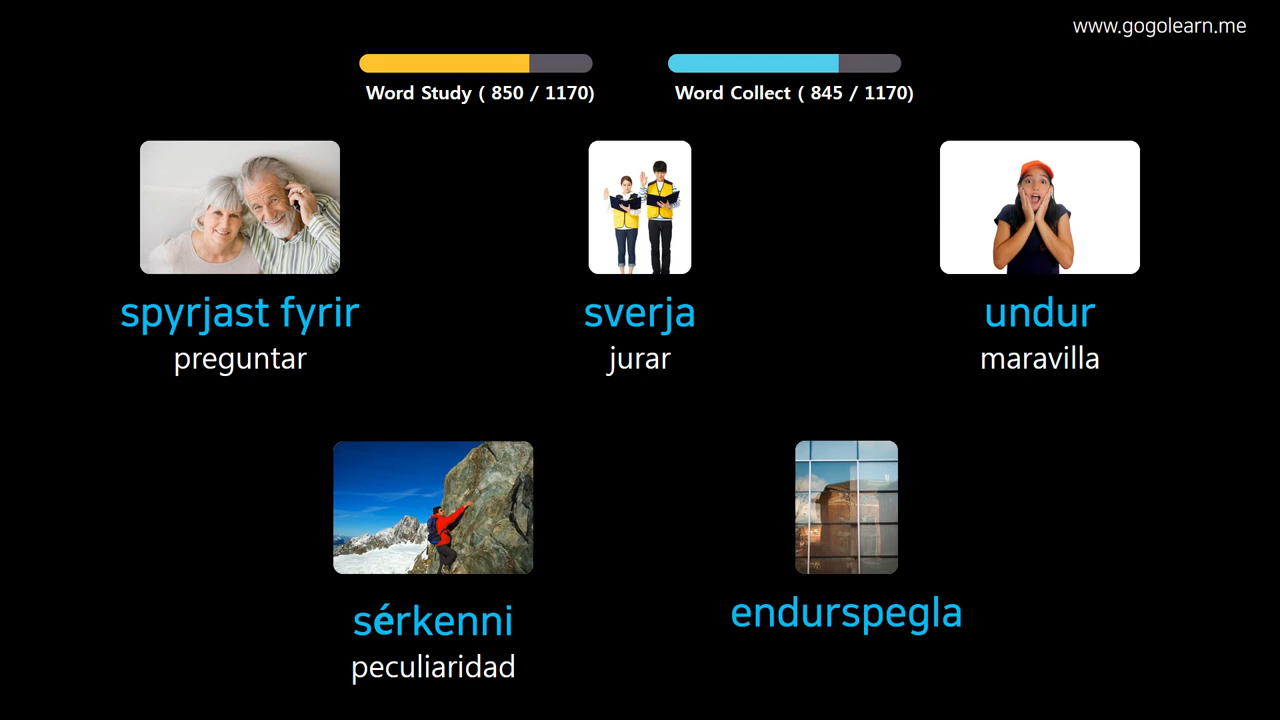 www.gogolearn.me
Word Study ( 850 / 1170)
Word Collect ( 845 / 1170)
spyrjast fyrir
preguntar
sverja
jurar
undur
maravilla
sérkenni
peculiaridad
endurspegla